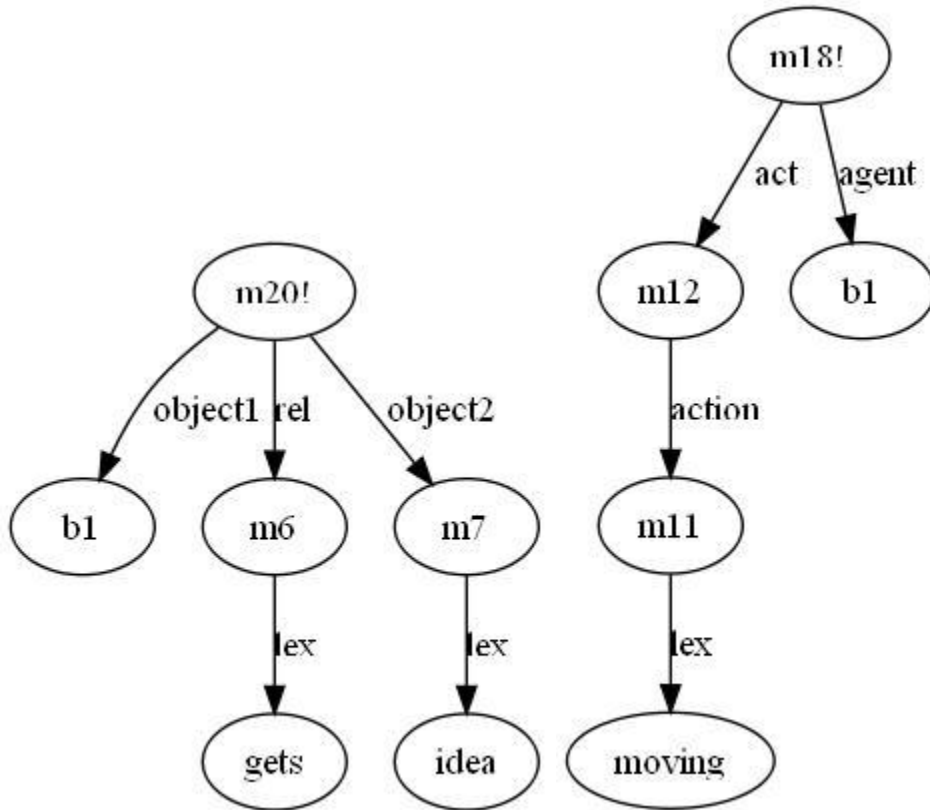 m18!
act agent
m20! m12 b1
object1 rel object2 action
b1 m6 m7 m11
lex lex lex
gets idea moving